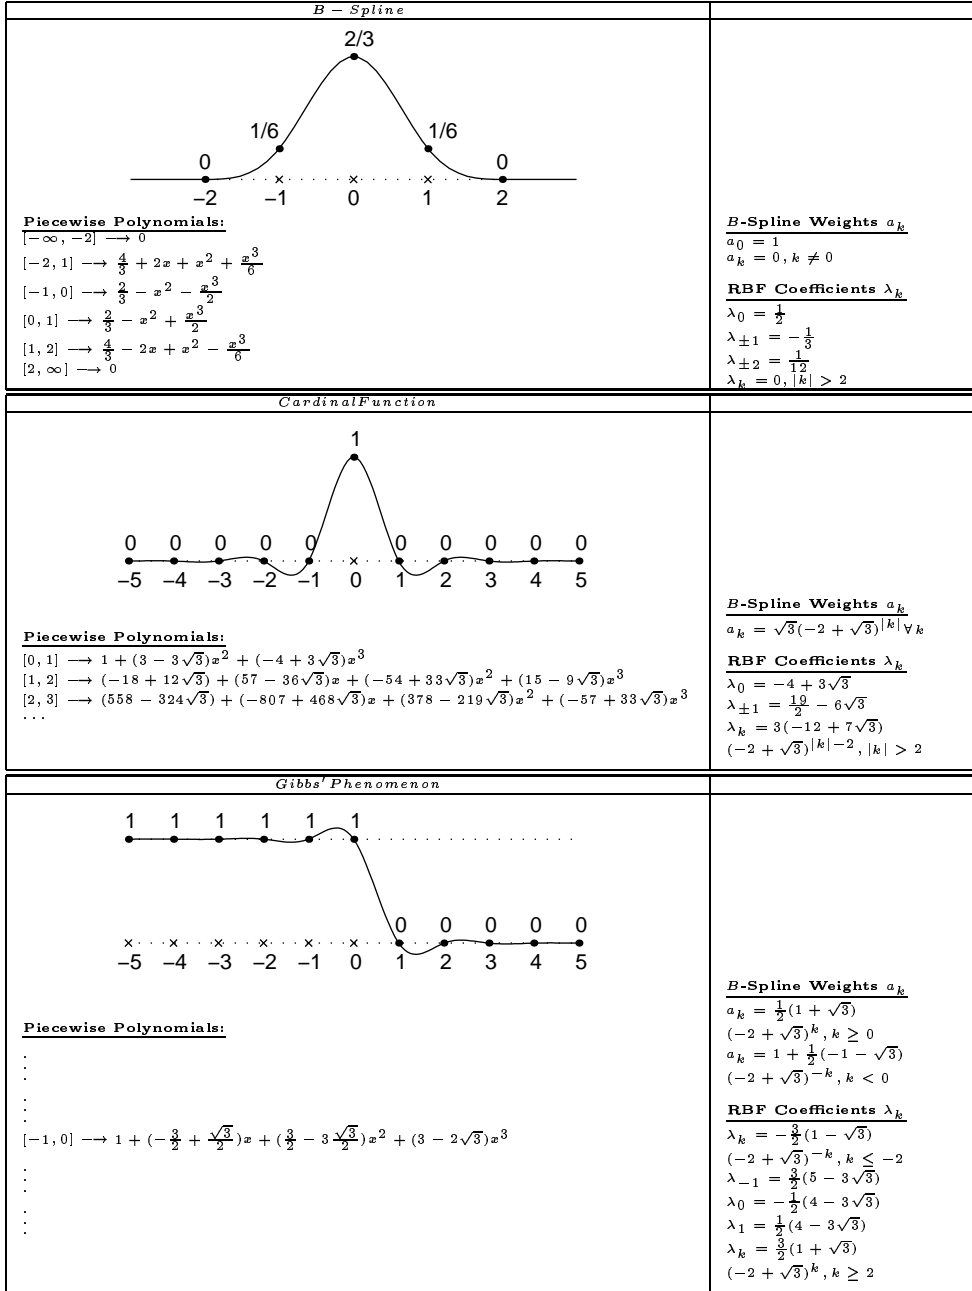 B − Spline
2/3
1/6 1/6
0 0
−2 −1 0 1 2
Piecewise Polynomials:
[−∞, −2] ⟶ 0
[−2, 1] ⟶ 4/3 + 2x + x^2 + x^3/6
[−1, 0] ⟶ 2/3 − x^2 − x^3/2
[0, 1] ⟶ 2/3 − x^2 + x^3/2
[1, 2] ⟶ 4/3 − 2x + x^2 − x^3/6
[2, ∞] ⟶ 0
B-Spline Weights a_k
a_0 = 1
a_k = 0, k ≠ 0
RBF Coefficients λ_k
λ_0 = 1/2
λ_±1 = −1/3
λ_±2 = 1/12
λ_k = 0, |k| > 2
CardinalFunction
1
0 0 0 0 0 0 0 0 0 0
−5 −4 −3 −2 −1 0 1 2 3 4 5
Piecewise Polynomials:
[0, 1] ⟶ 1 + (3 − 3√3)x^2 + (−4 + 3√3)x^3
[1, 2] ⟶ (−18 + 12√3) + (57 − 36√3)x + (−54 + 33√3)x^2 + (15 − 9√3)x^3
[2, 3] ⟶ (558 − 324√3) + (−807 + 468√3)x + (378 − 219√3)x^2 + (−57 + 33√3)x^3
...
B-Spline Weights a_k
a_k = √3(−2 + √3)^|k| ∀k
RBF Coefficients λ_k
λ_0 = −4 + 3√3
λ_±1 = 19/2 − 6√3
λ_k = 3(−12 + 7√3)
(−2 + √3)^|k|−2, |k| > 2
Gibbs'Phenomenon
1 1 1 1 1 1
0 0 0 0 0
−5 −4 −3 −2 −1 0 1 2 3 4 5
Piecewise Polynomials:
.
.
.
.
.
.
[−1, 0] ⟶ 1 + (−3/2 + √3/2)x + (3/2 − 3√3/2)x^2 + (3 − 2√3)x^3
.
.
.
.
.
.
B-Spline Weights a_k
a_k = 1/2(1 + √3)
(−2 + √3)^k, k ≥ 0
a_k = 1 + 1/2(−1 − √3)
(−2 + √3)^−k, k < 0
RBF Coefficients λ_k
λ_k = −3/2(1 − √3)
(−2 + √3)^−k, k ≤ −2
λ_−1 = 3/2(5 − 3√3)
λ_0 = −1/2(4 − 3√3)
λ_1 = 1/2(4 − 3√3)
λ_k = 3/2(1 + √3)
(−2 + √3)^k, k ≥ 2